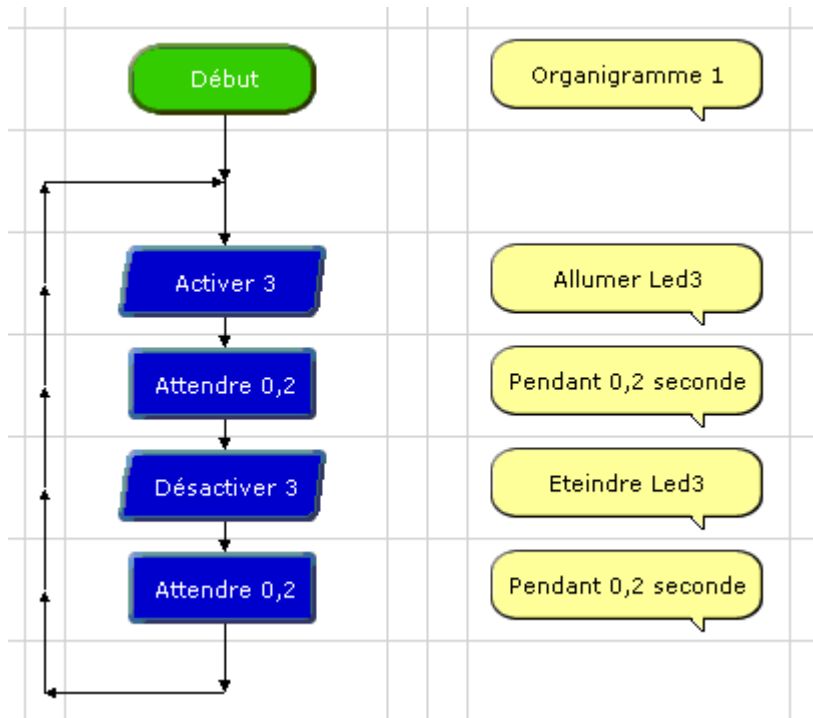 Début
Organigramme 1
Activer 3
Allumer Led3
Attendre 0,2
Pendant 0,2 seconde
Désactiver 3
Eteindre Led3
Attendre 0,2
Pendant 0,2 seconde